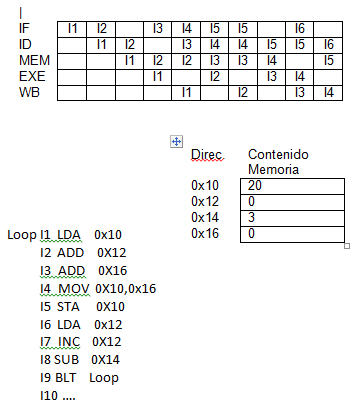 IF I1 I2 I3 I4 I5 I5 I6
ID I1 I2 I3 I4 I4 I5 I5 I6
MEM I1 I2 I2 I3 I3 I4 I5
EXE I1 I2 I3 I4
WB I1 I2 I3 I4
Direc. Contenido
Memoria
0x10 20
0x12 0
0x14 3
0x16 0
Loop I1 LDA 0x10
I2 ADD 0X12
I3 ADD 0X16
I4 MOV 0X10,0x16
I5 STA 0X10
I6 LDA 0x12
I7 INC 0X12
I8 SUB 0X14
I9 BLT Loop
I10 ....